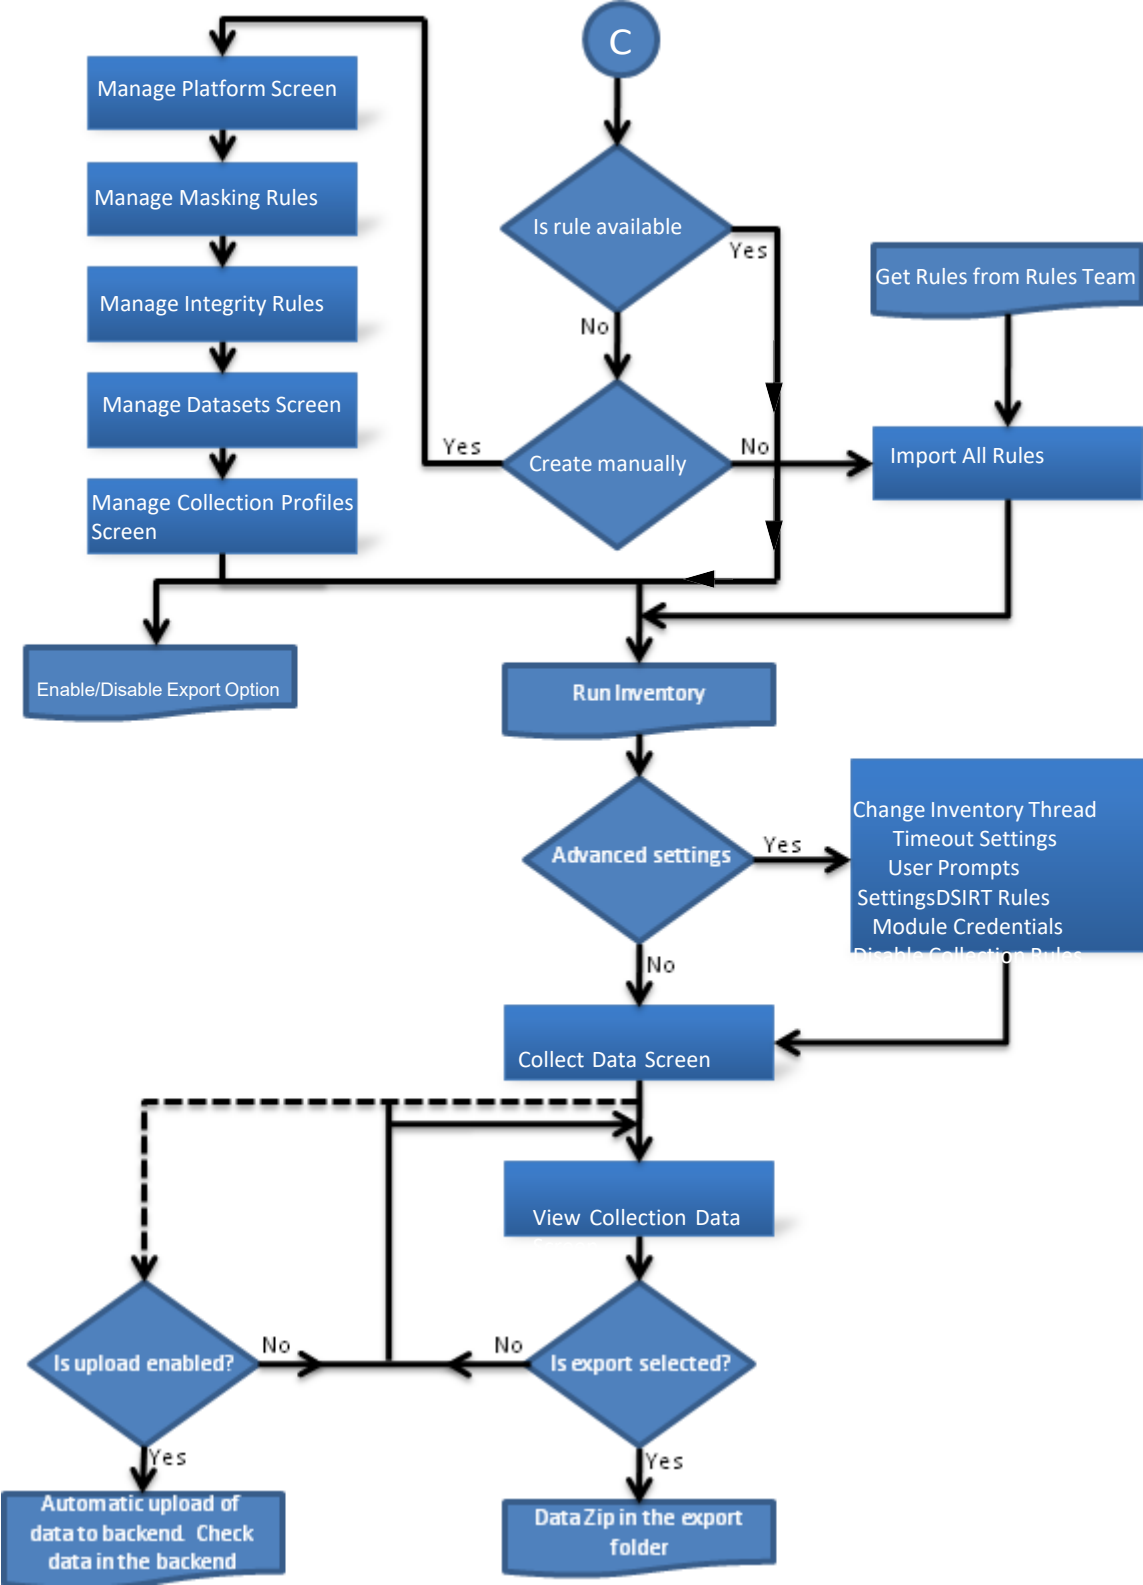 C
Manage Platform Screen
Manage Masking Rules
Is rule available
Yes
Get Rules from Rules Team
Manage Integrity Rules
No
Manage Datasets Screen
Yes
Create manually
No
Import All Rules
Manage Collection Profiles
Screen
Enable/Disable Export Option
Run Inventory
Advanced settings
Yes
Change Inventory Thread
Timeout Settings
User Prompts
SettingsDSIRT Rules
Module Credentials
Disable Collection Rules
No
Collect Data Screen
View Collection Data
Is upload enabled?
No
No
Is export selected?
Yes
Yes
Automatic upload of
data to backend. Check
data in the backend
Data Zip in the export
folder